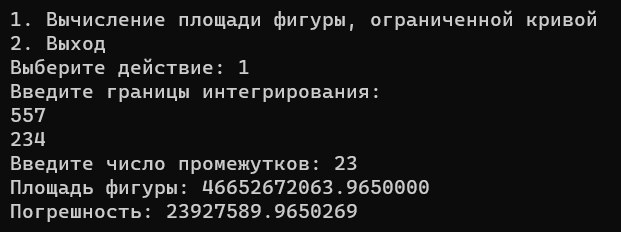 1. Вычисление площади фигуры, ограниченной кривой
2. Выход
Выберите действие: 1
Введите границы интегрирования:
557
234
Введите число промежутков: 23
Площадь фигуры: 46652672063.9650000
Погрешность: 23927589.9650269